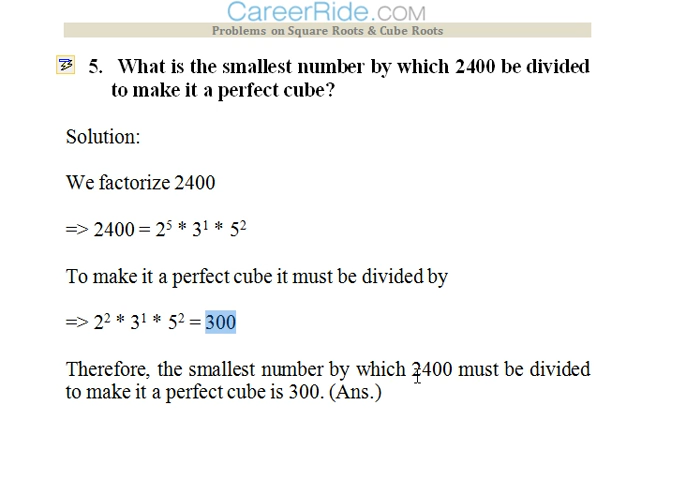 CareerRide.COM
Problems on Square Roots & Cube Roots
5. What is the smallest number by which 2400 be divided
to make it a perfect cube?
Solution:
We factorize 2400
=> 2400 = 2⁵ * 3¹ * 5²
To make it a perfect cube it must be divided by
=> 2² * 3¹ * 5² = 300
Therefore, the smallest number by which 2400 must be divided
to make it a perfect cube is 300. (Ans.)